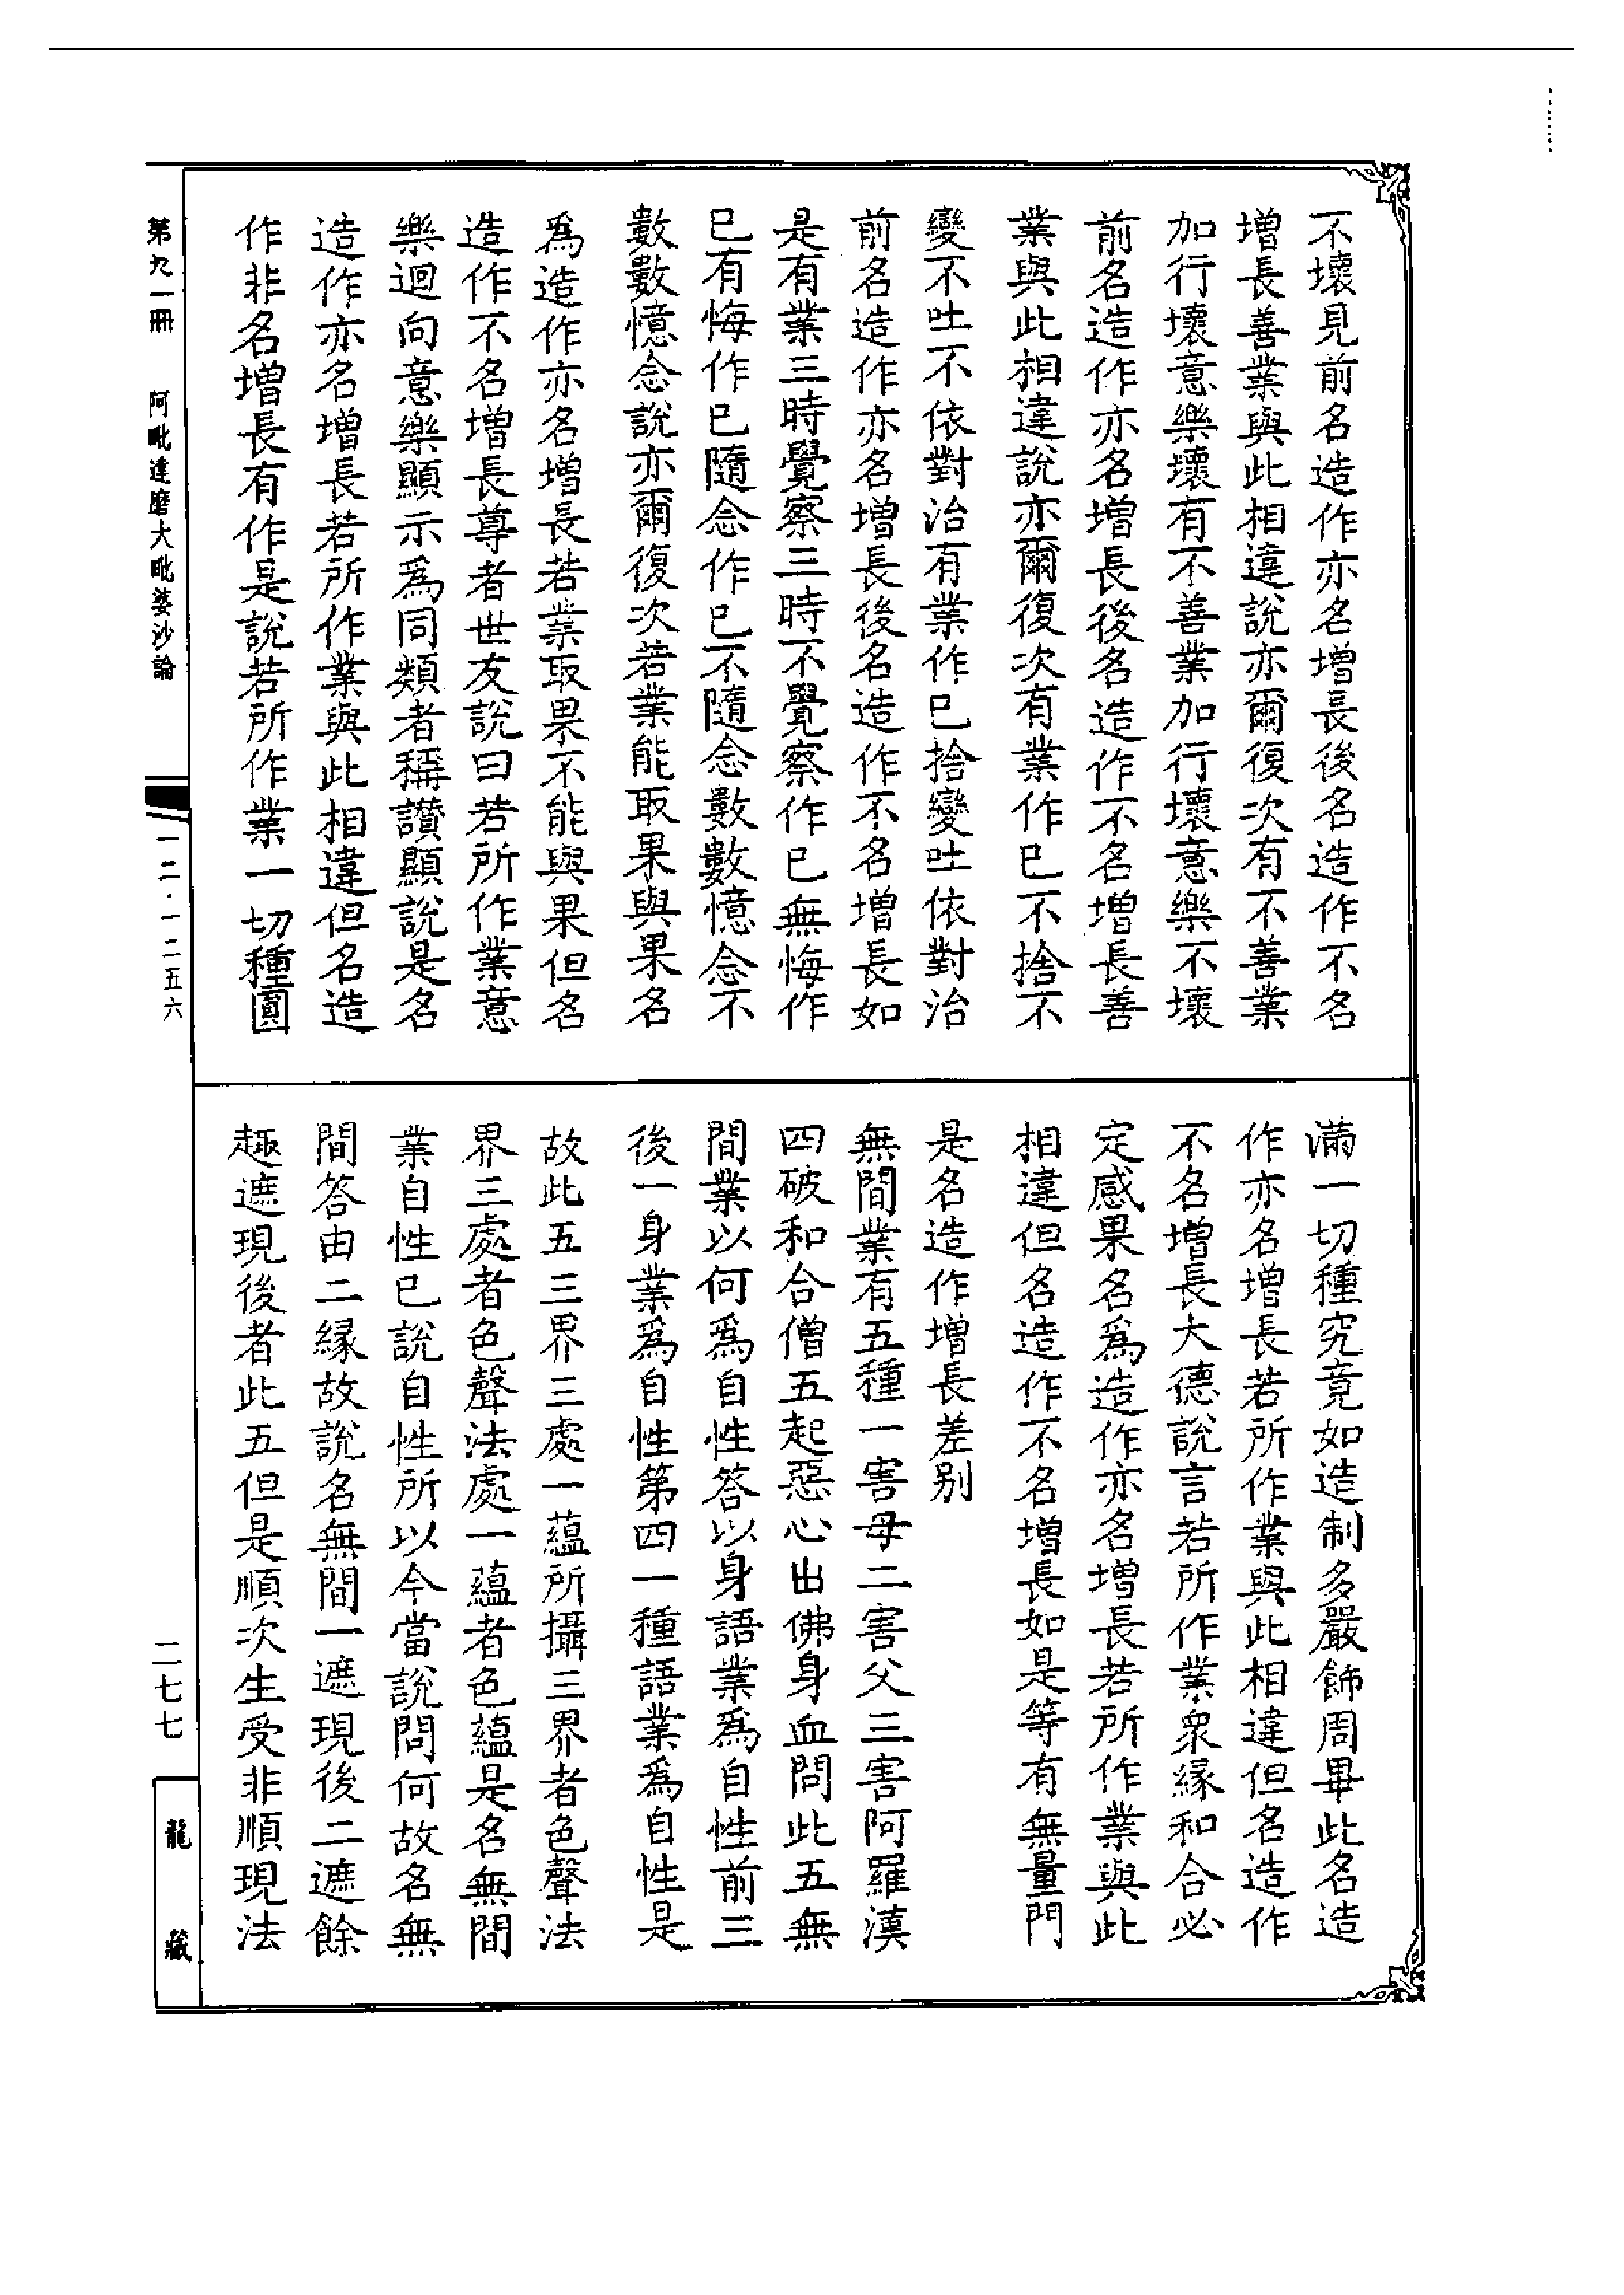 不壞見前名造作亦名增長後名造作不名
增長善業與此相違說亦爾復次有不善業
加行壞意樂壞有不善業加行壞意樂不壞
前名造作亦名增長後名造作不名增長善
業與此相違說亦爾復次有業作已不捨不
變不吐不依對治有業作已捨變吐依對治
前名造作亦名增長後名造作不名增長如
是有業三時覺察三時不覺察作已無悔作
已有悔作已隨念作已不隨念數數憶念不
數數憶念說亦爾復次若業能取果與果名
為造作亦名增長若業取果不能與果但名
造作不名增長尊者世友說曰若所作業意
樂迴向意樂顯示為同類者稱讚顯說是名
造作亦名增長若所作業與此相違但名造
作非名增長有作是說若所作業一切種圓
滿一切種究竟如造制多嚴飾周畢此名造
作亦名增長若所作業與此相違但名造作
不名增長大德說言若所作業衆緣和合必
定感果名為造作亦名增長若所作業與此
相違但名造作不名增長如是等有無量門
是名造作增長差別
無間業有五種一害母二害父三害阿羅漢
四破和合僧五起惡心出佛身血問此五無
間業以何為自性答以身語業為自性前三
後一身業為自性第四一種語業為自性是
故此五三界三處一蘊所攝三界者色聲法
界三處者色聲法處一蘊者色蘊是名無間
業自性已說自性所以今當說問何故名無
間答由二緣故說名無間一遮現後二遮餘
趣遮現後者此五但是順次生受非順現法
第九一冊 阿毗達磨大毗婆沙論
一二·一二五六
二七七
龍藏